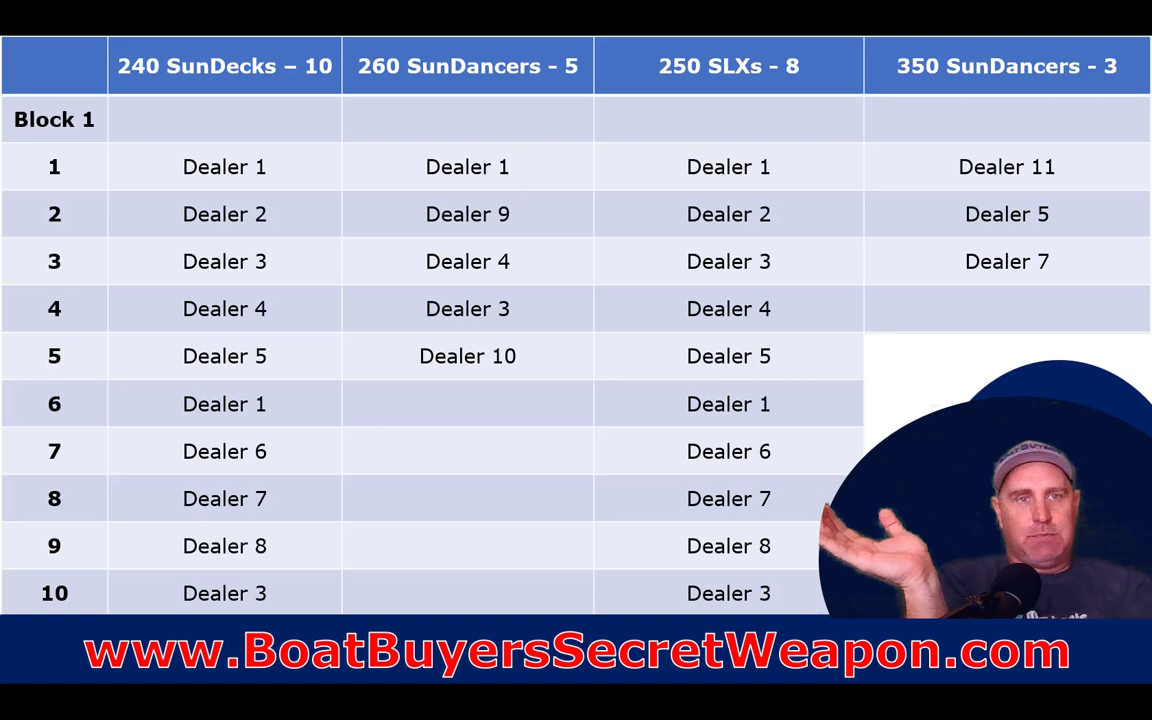 240 SunDecks – 10 260 SunDancers - 5 250 SLXs - 8 350 SunDancers - 3
Block 1
1 Dealer 1 Dealer 1 Dealer 1 Dealer 11
2 Dealer 2 Dealer 9 Dealer 2 Dealer 5
3 Dealer 3 Dealer 4 Dealer 3 Dealer 7
4 Dealer 4 Dealer 3 Dealer 4
5 Dealer 5 Dealer 10 Dealer 5
6 Dealer 1 Dealer 1
7 Dealer 6 Dealer 6
8 Dealer 7 Dealer 7
9 Dealer 8 Dealer 8
10 Dealer 3 Dealer 3
www.BoatBuyersSecretWeapon.com